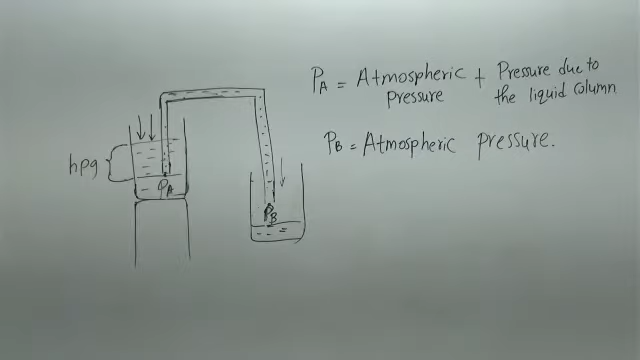 P_A = Atmospheric pressure + Pressure due to the liquid column
P_B = Atmospheric pressure.
hρg
P_A
P_B